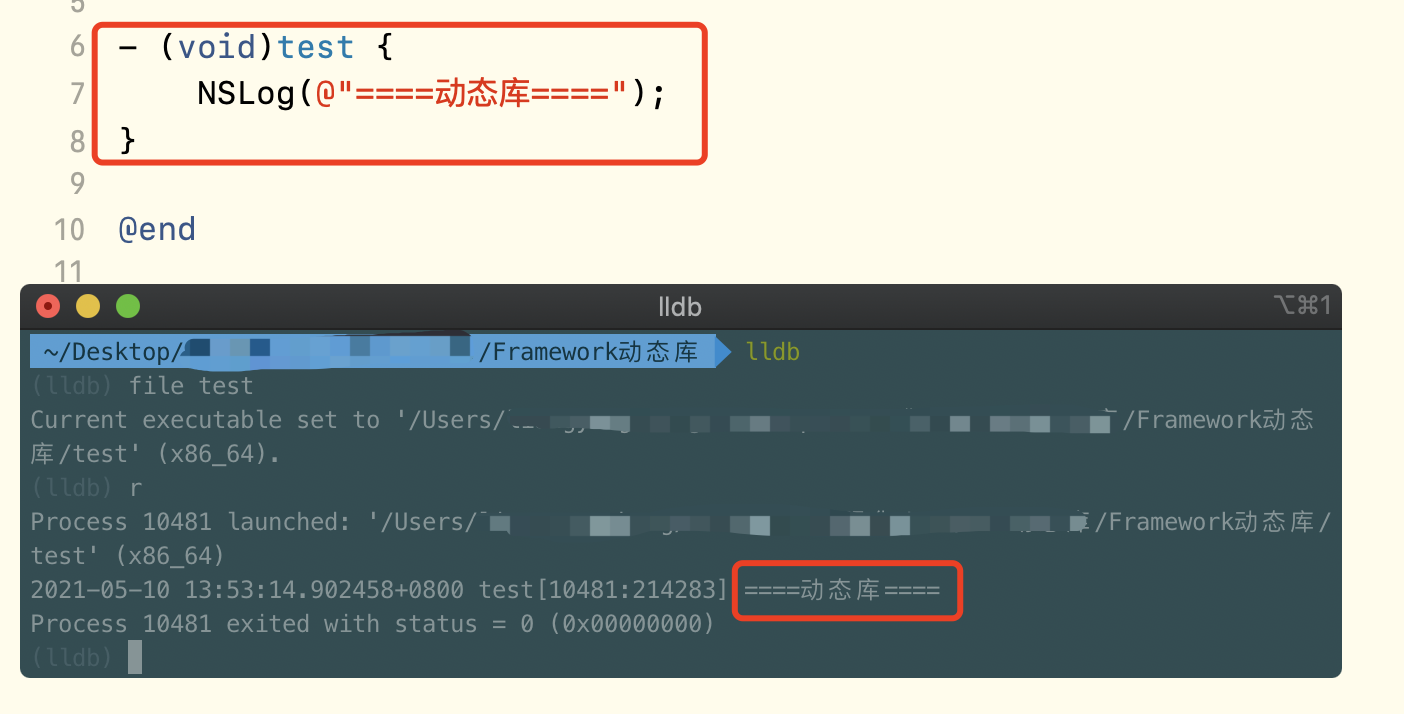 5
6 - (void)test {
7 NSLog(@"====动态库====");
8 }
9
10 @end
11
lldb ⌥⌘1
~/Desktop/ /Framework动态库 lldb
(lldb) file test
Current executable set to '/Users/ /Framework动态
库/test' (x86_64).
(lldb) r
Process 10481 launched: '/Users/ /Framework动态库/
test' (x86_64)
2021-05-10 13:53:14.902458+0800 test[10481:214283] ====动态库====
Process 10481 exited with status = 0 (0x00000000)
(lldb)